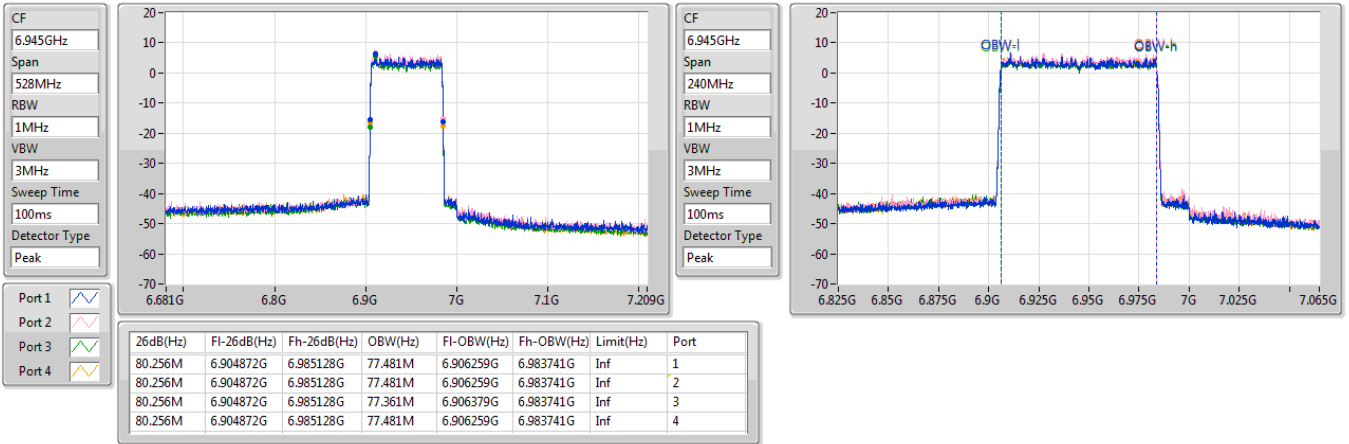 CF
6.945GHz
Span
528MHz
RBW
1MHz
VBW
3MHz
Sweep Time
100ms
Detector Type
Peak
20
10
0
-10
-20
-30
-40
-50
-60
-70
6.681G 6.8G 6.9G 7G 7.1G 7.209G
CF
6.945GHz
Span
240MHz
RBW
1MHz
VBW
3MHz
Sweep Time
100ms
Detector Type
Peak
20
10
0
-10
-20
-30
-40
-50
-60
-70
OBW-l OBW-h
6.825G 6.85G 6.875G 6.9G 6.925G 6.95G 6.975G 7G 7.025G 7.065G
Port 1
Port 2
Port 3
Port 4
26dB(Hz) Fl-26dB(Hz) Fh-26dB(Hz) OBW(Hz) Fl-OBW(Hz) Fh-OBW(Hz) Limit(Hz) Port
80.256M 6.904872G 6.985128G 77.481M 6.906259G 6.983741G Inf 1
80.256M 6.904872G 6.985128G 77.481M 6.906259G 6.983741G Inf 2
80.256M 6.904872G 6.985128G 77.361M 6.906379G 6.983741G Inf 3
80.256M 6.904872G 6.985128G 77.481M 6.906259G 6.983741G Inf 4